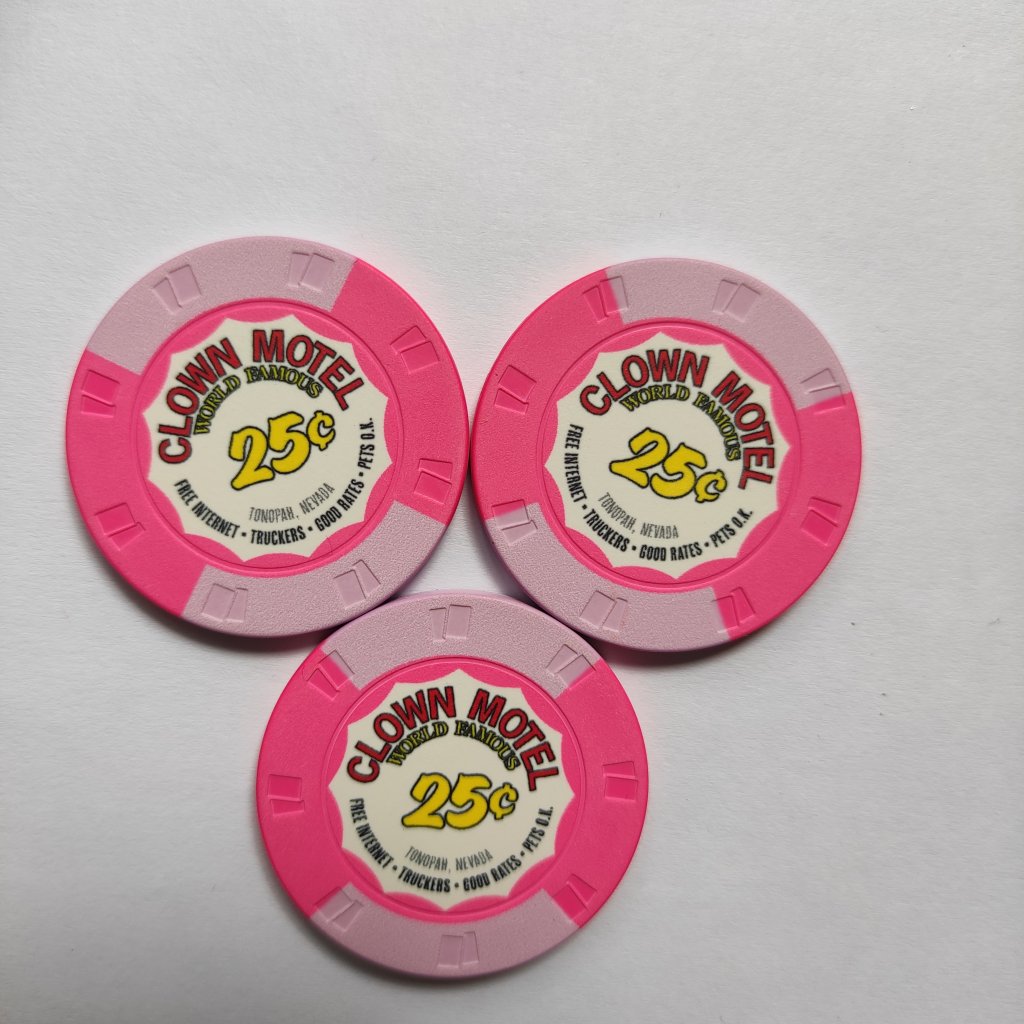 CLOWN MOTEL
WORLD FAMOUS
25¢
TONOPAH, NEVADA
FREE INTERNET • TRUCKERS • GOOD RATES • PETS O.K.
CLOWN MOTEL
WORLD FAMOUS
25¢
TONOPAH, NEVADA
FREE INTERNET • TRUCKERS • GOOD RATES • PETS O.K.
CLOWN MOTEL
WORLD FAMOUS
25¢
TONOPAH, NEVADA
FREE INTERNET • TRUCKERS • GOOD RATES • PETS O.K.